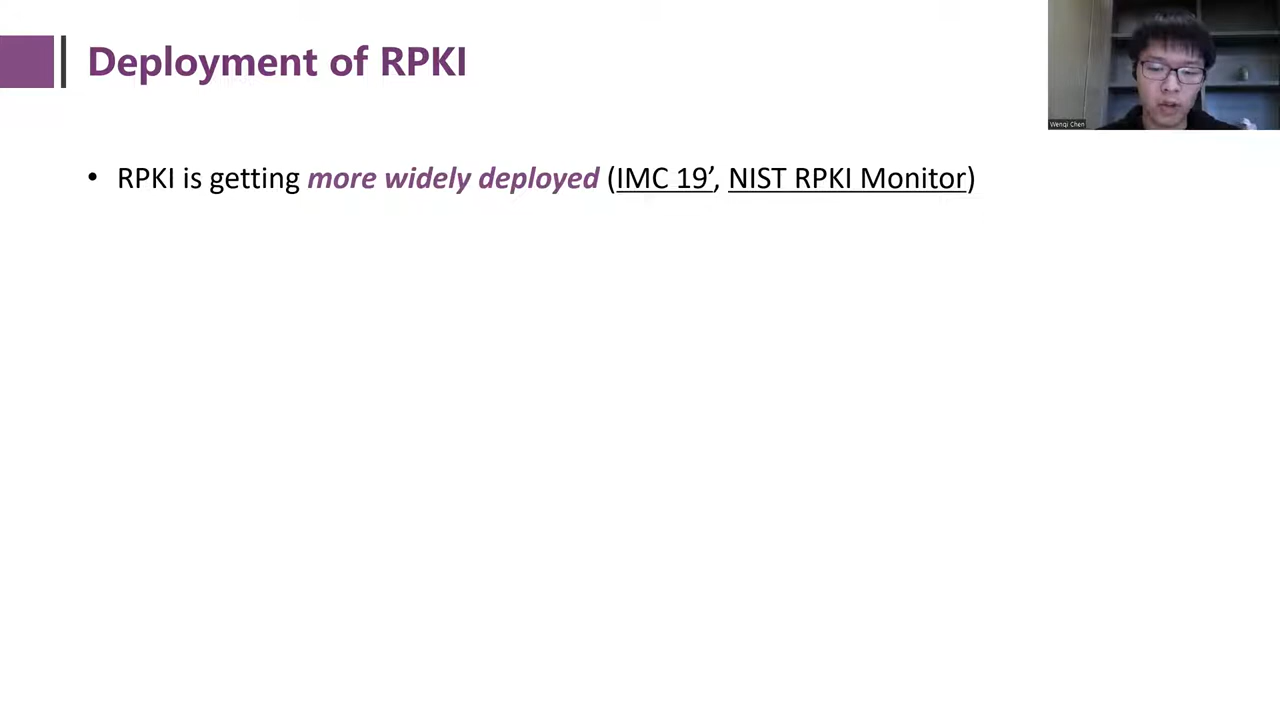 Deployment of RPKI
Wenqi Chen
• RPKI is getting more widely deployed (IMC 19’, NIST RPKI Monitor)